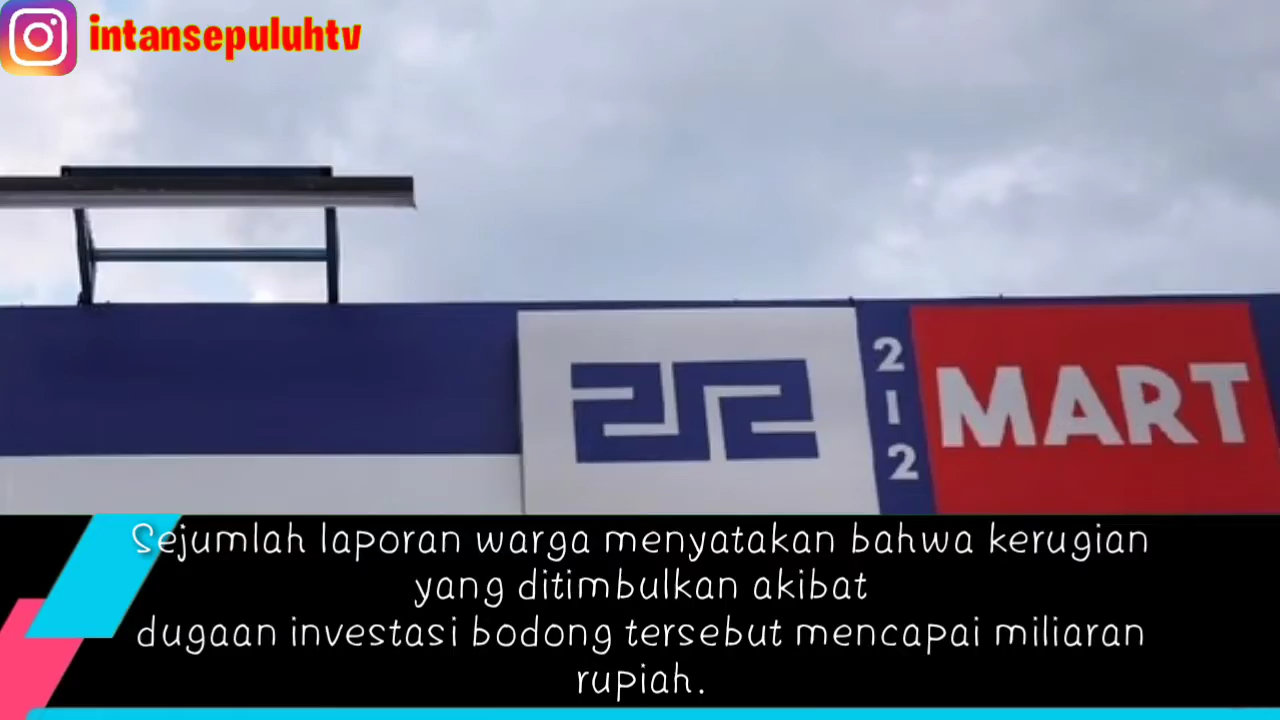 intansepuluhtv
212
212
MART
Sejumlah laporan warga menyatakan bahwa kerugian
yang ditimbulkan akibat
dugaan investasi bodong tersebut mencapai miliaran
rupiah.